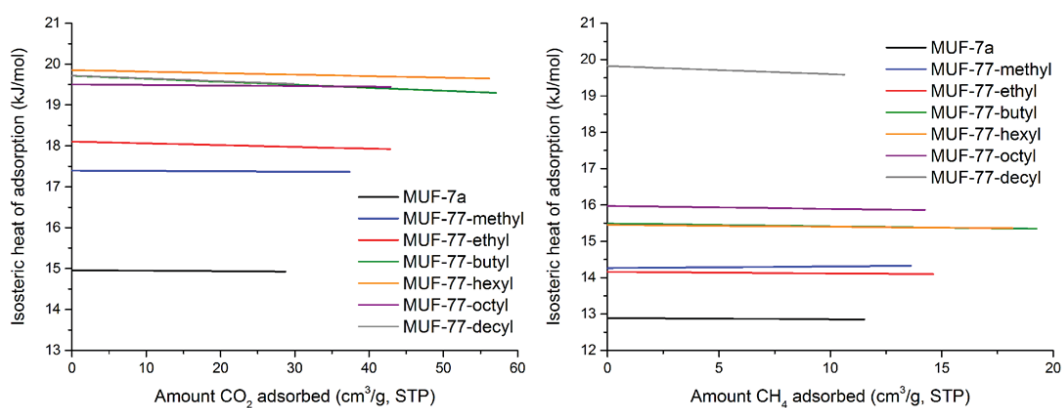 21
20
19
18
17
16
15
14
13
Isosteric heat of adsorption (kJ/mol)
MUF-7a
MUF-77-methyl
MUF-77-ethyl
MUF-77-butyl
MUF-77-hexyl
MUF-77-octyl
MUF-77-decyl
0 10 20 30 40 50 60
Amount CO₂ adsorbed (cm³/g, STP)
21
20
19
18
17
16
15
14
13
12
Isosteric heat of adsorption (kJ/mol)
MUF-7a
MUF-77-methyl
MUF-77-ethyl
MUF-77-butyl
MUF-77-hexyl
MUF-77-octyl
MUF-77-decyl
0 5 10 15 20
Amount CH₄ adsorbed (cm³/g, STP)